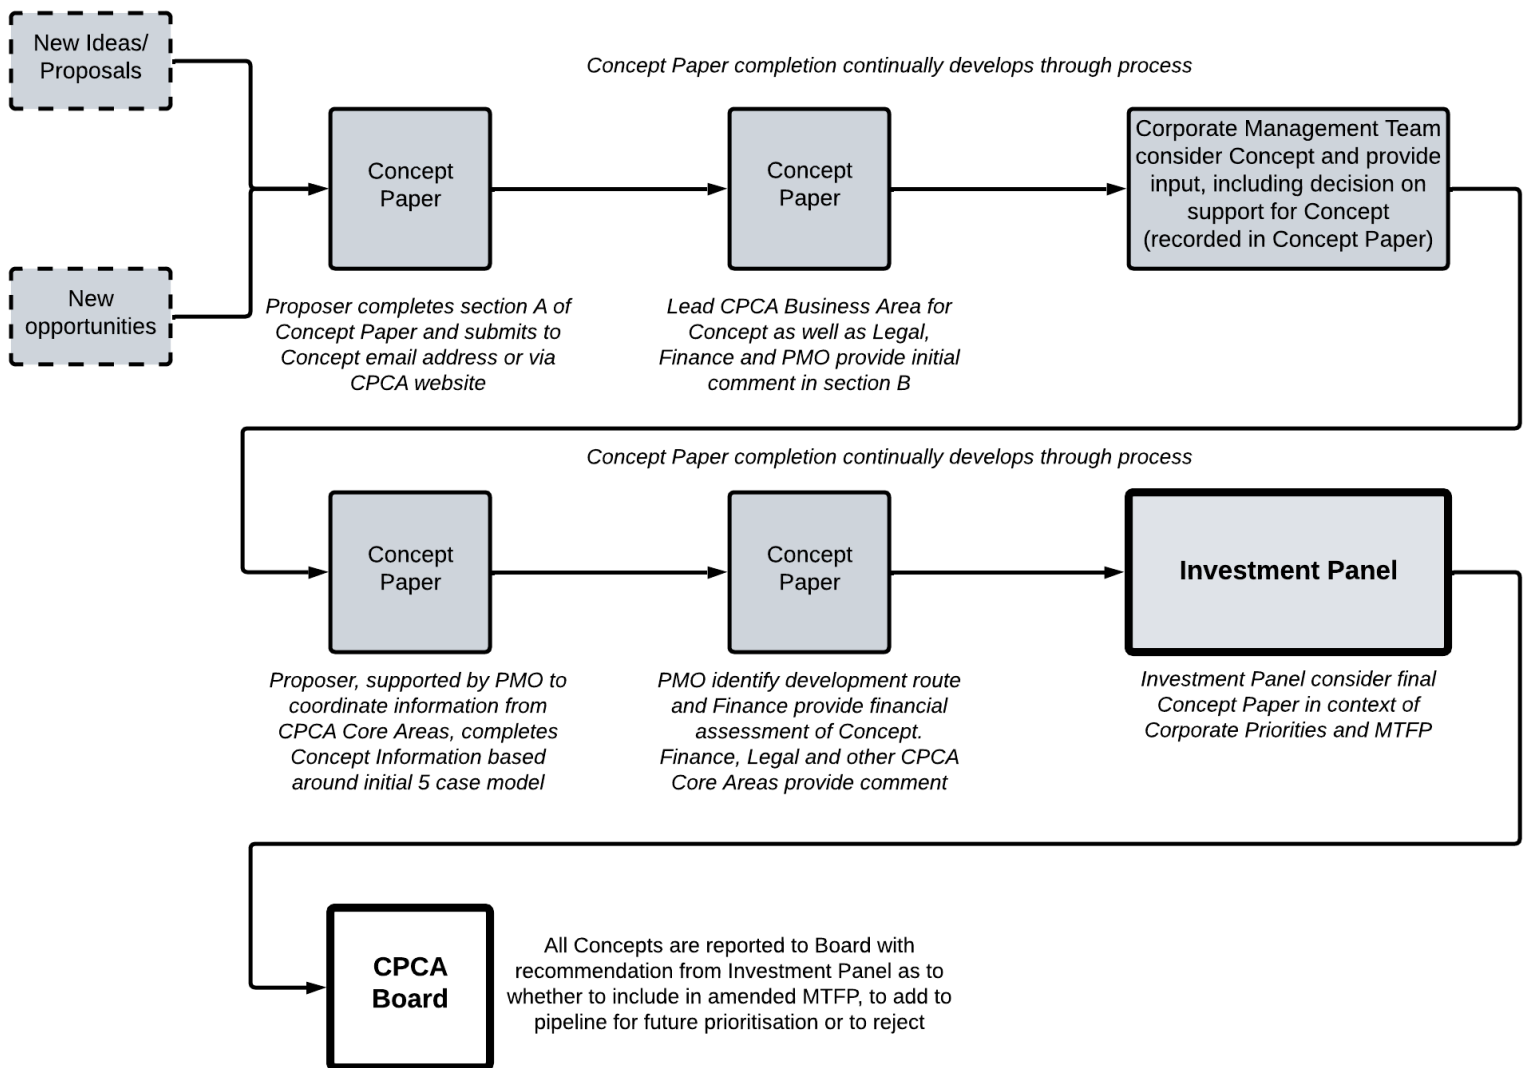 New Ideas/
Proposals
Concept Paper completion continually develops through process
Concept
Paper
Concept
Paper
Corporate Management Team
consider Concept and provide
input, including decision on
support for Concept
(recorded in Concept Paper)
New
opportunities
Proposer completes section A of
Concept Paper and submits to
Concept email address or via
CPCA website
Lead CPCA Business Area for
Concept as well as Legal,
Finance and PMO provide initial
comment in section B
Concept Paper completion continually develops through process
Concept
Paper
Concept
Paper
Investment Panel
Proposer, supported by PMO to
coordinate information from
CPCA Core Areas, completes
Concept Information based
around initial 5 case model
PMO identify development route
and Finance provide financial
assessment of Concept.
Finance, Legal and other CPCA
Core Areas provide comment
Investment Panel consider final
Concept Paper in context of
Corporate Priorities and MTFP
CPCA
Board
All Concepts are reported to Board with
recommendation from Investment Panel as to
whether to include in amended MTFP, to add to
pipeline for future prioritisation or to reject